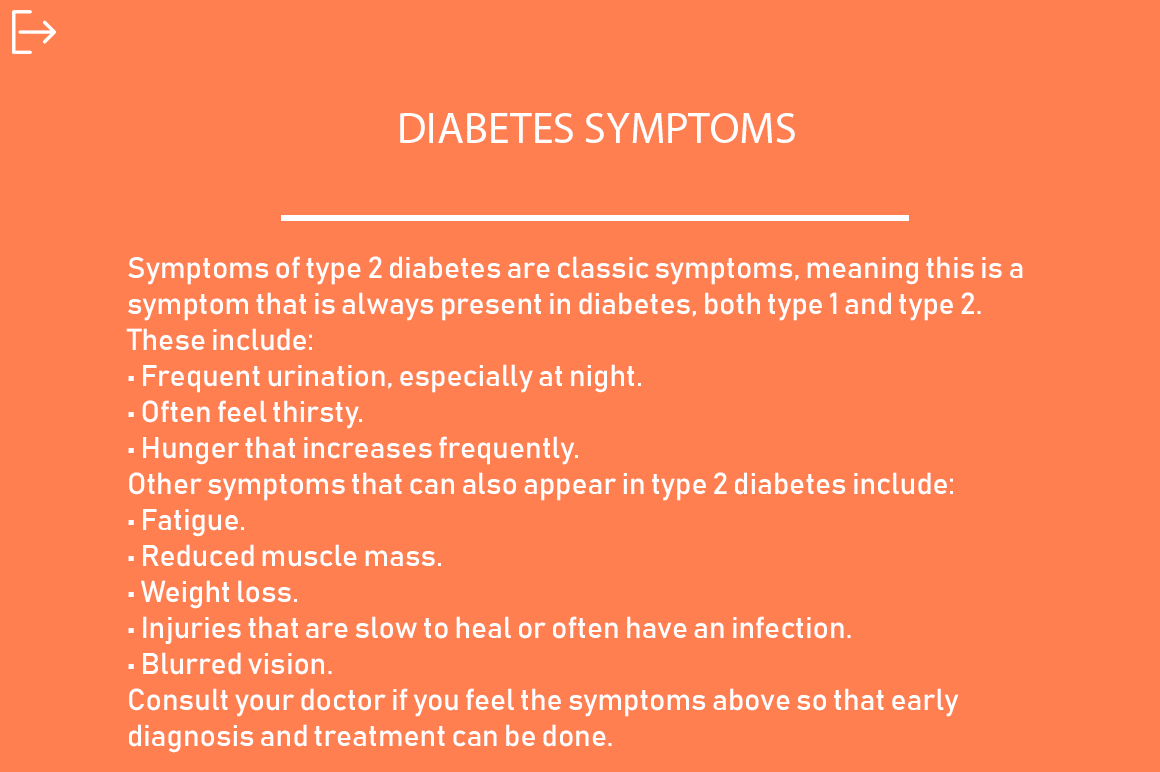 DIABETES SYMPTOMS
Symptoms of type 2 diabetes are classic symptoms, meaning this is a
symptom that is always present in diabetes, both type 1 and type 2.
These include:
▪ Frequent urination, especially at night.
▪ Often feel thirsty.
▪ Hunger that increases frequently.
Other symptoms that can also appear in type 2 diabetes include:
▪ Fatigue.
▪ Reduced muscle mass.
▪ Weight loss.
▪ Injuries that are slow to heal or often have an infection.
▪ Blurred vision.
Consult your doctor if you feel the symptoms above so that early
diagnosis and treatment can be done.